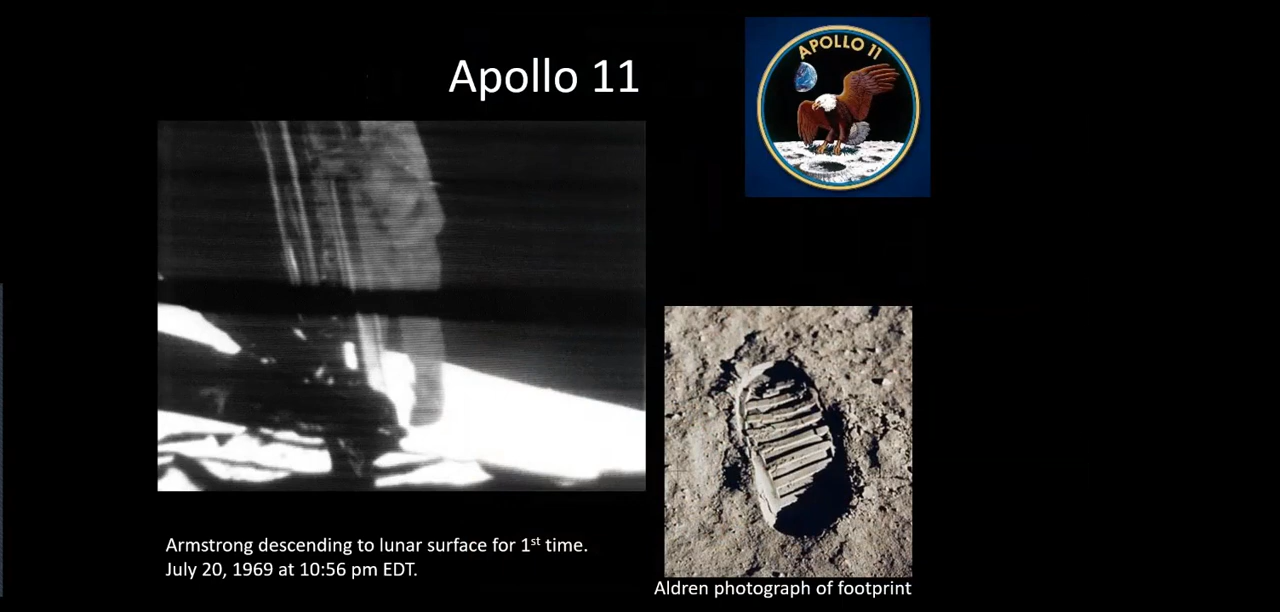 Apollo 11
APOLLO 11
Armstrong descending to lunar surface for 1st time.
July 20, 1969 at 10:56 pm EDT.
Aldren photograph of footprint